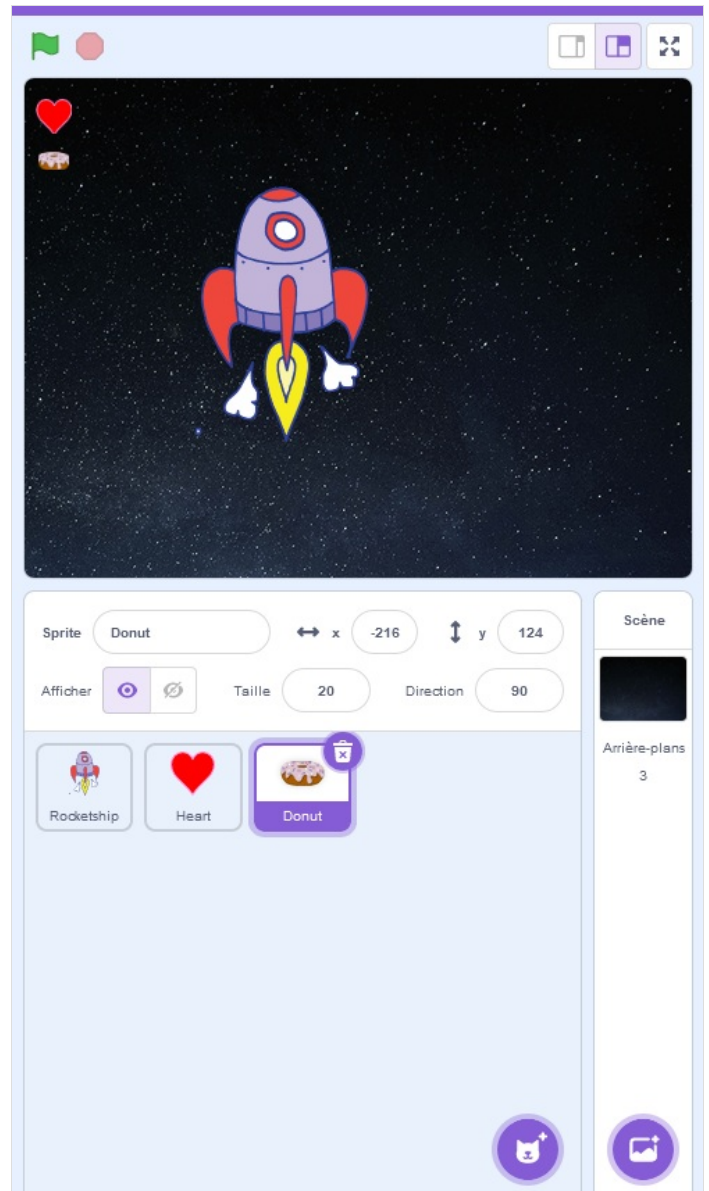 Sprite Donut x -216 y 124
Scène
Afficher Taille 20 Direction 90
Arrière-plans
3
Rocketship Heart Donut